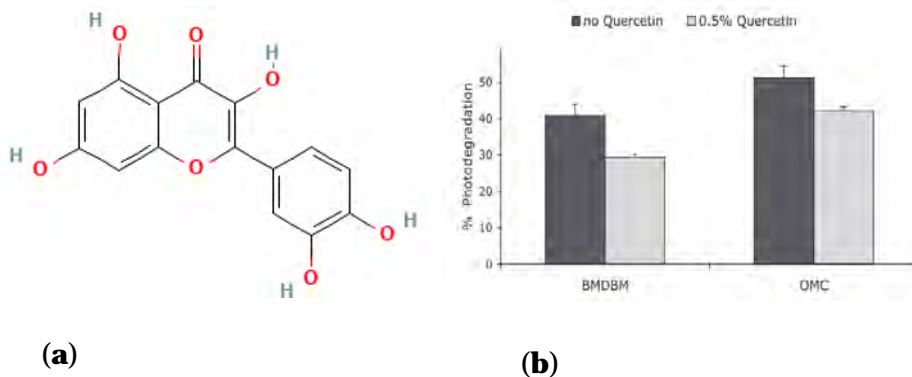 H
O
O
H
O
H
O
O
H
O
H
O
H
(a)
no Quercetin
0.5% Quercetin
% Photodegradation
50
40
30
20
10
0
BMDBM
OMC
(b)